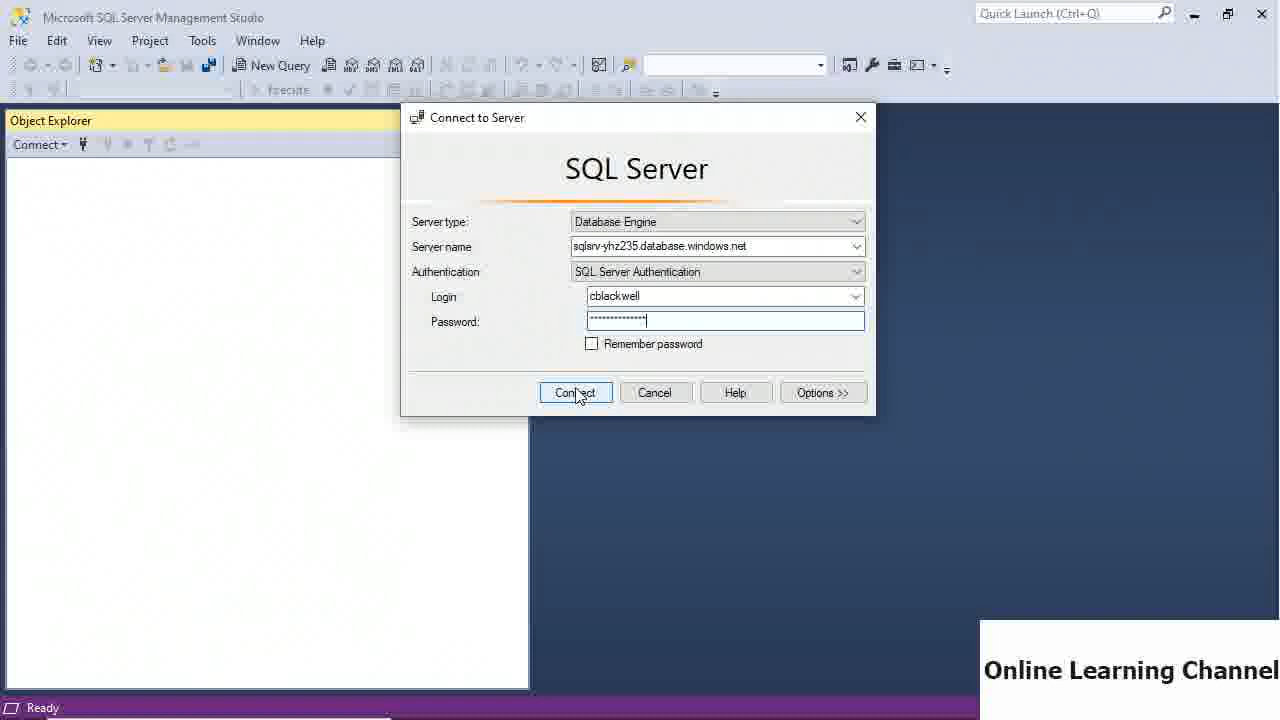 Microsoft SQL Server Management Studio
Quick Launch (Ctrl+Q)
File Edit View Project Tools Window Help
New Query
Execute
Object Explorer
Connect
Connect to Server
SQL Server
Server type: Database Engine
Server name sqlsrv-yhz235.database.windows.net
Authentication SQL Server Authentication
Login cblackwell
Password: **************
Remember password
Connect Cancel Help Options >>
Online Learning Channel
Ready